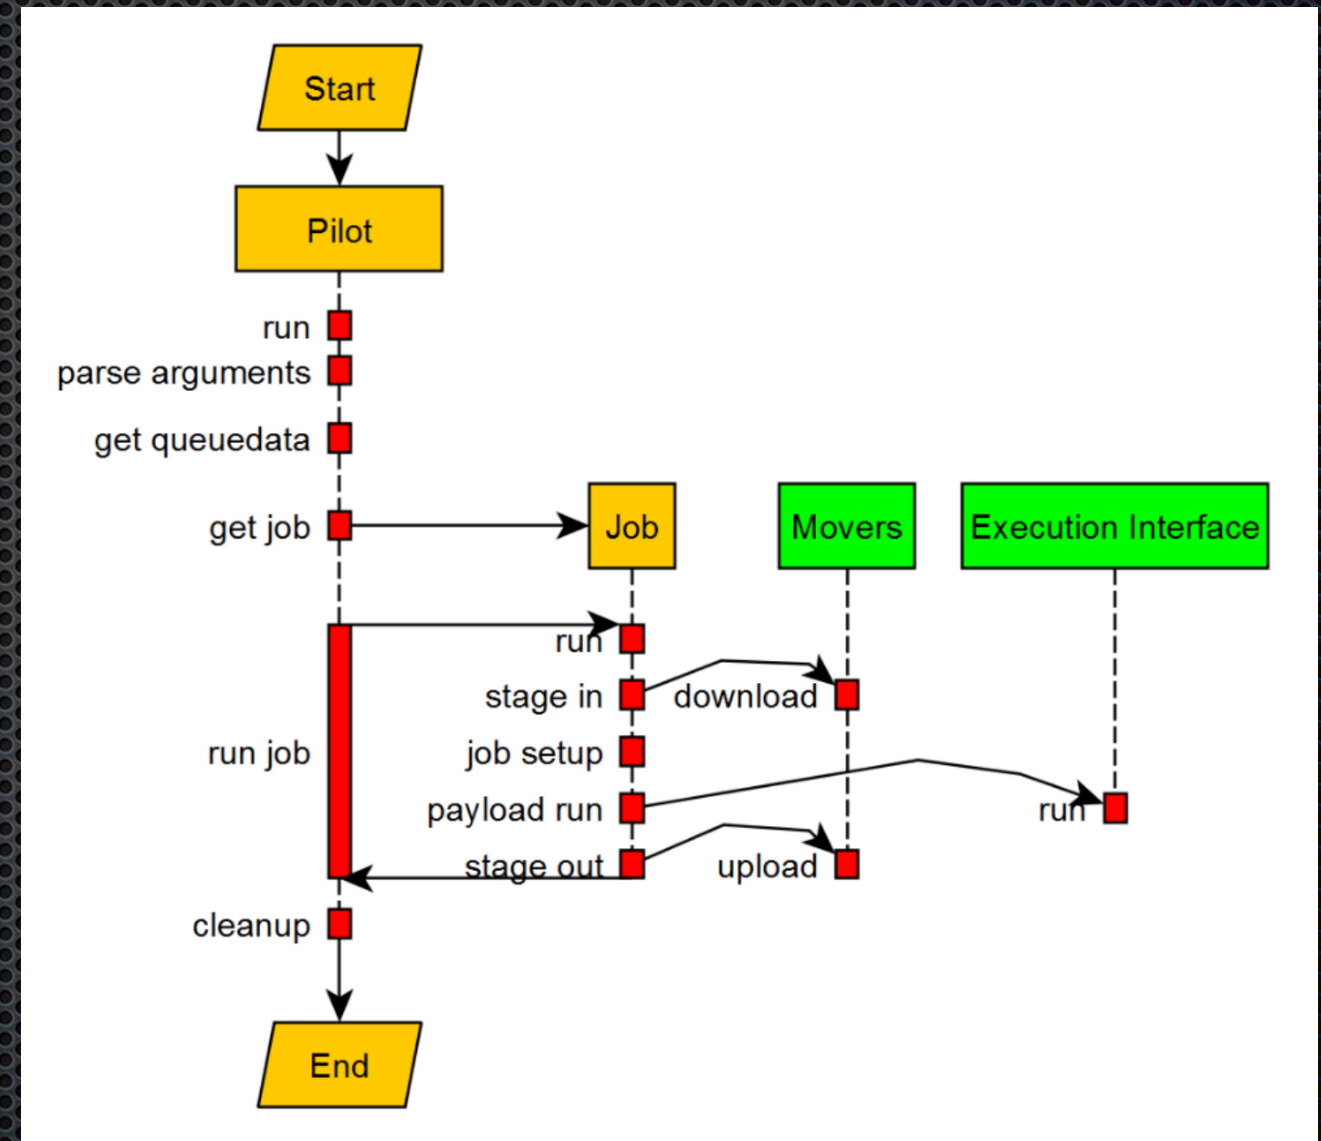 Start
Pilot
run
parse arguments
get queuedata
get job
Job
Movers
Execution Interface
run
stage in
download
run job
job setup
payload run
run
stage out
upload
cleanup
End